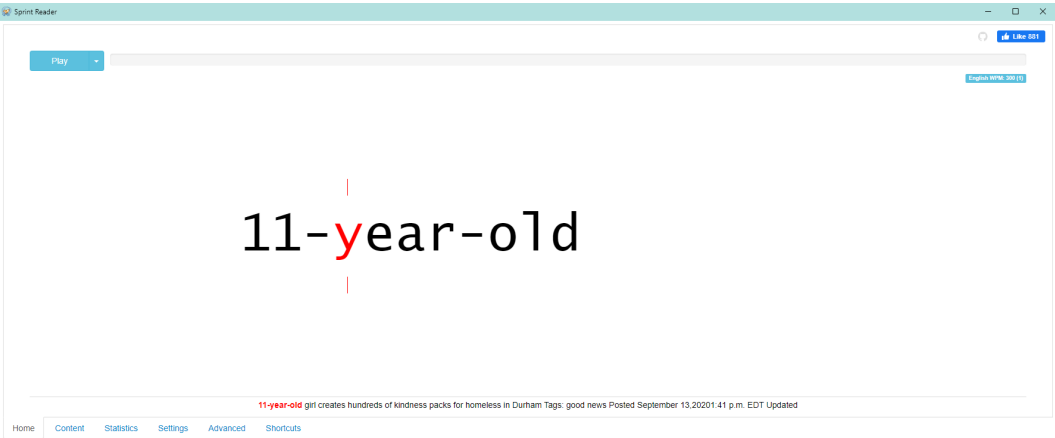 Sprint Reader
Like 881
Play
English WPM: 300 (1)
11-year-old
11-year-old girl creates hundreds of kindness packs for homeless in Durham Tags: good news Posted September 13,20201:41 p.m. EDT Updated
Home Content Statistics Settings Advanced Shortcuts